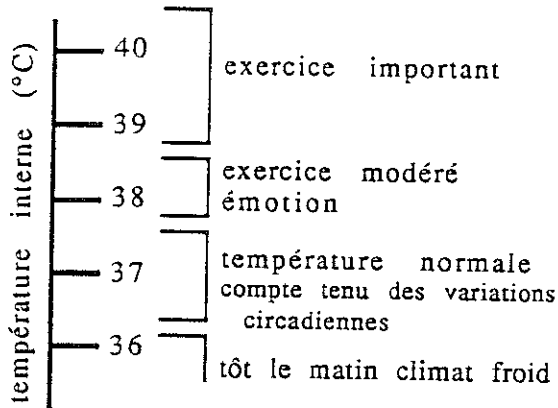 température interne (°C)
40
exercice important
39
exercice modéré
38
émotion
température normale
37
compte tenu des variations
circadiennes
36
tôt le matin climat froid